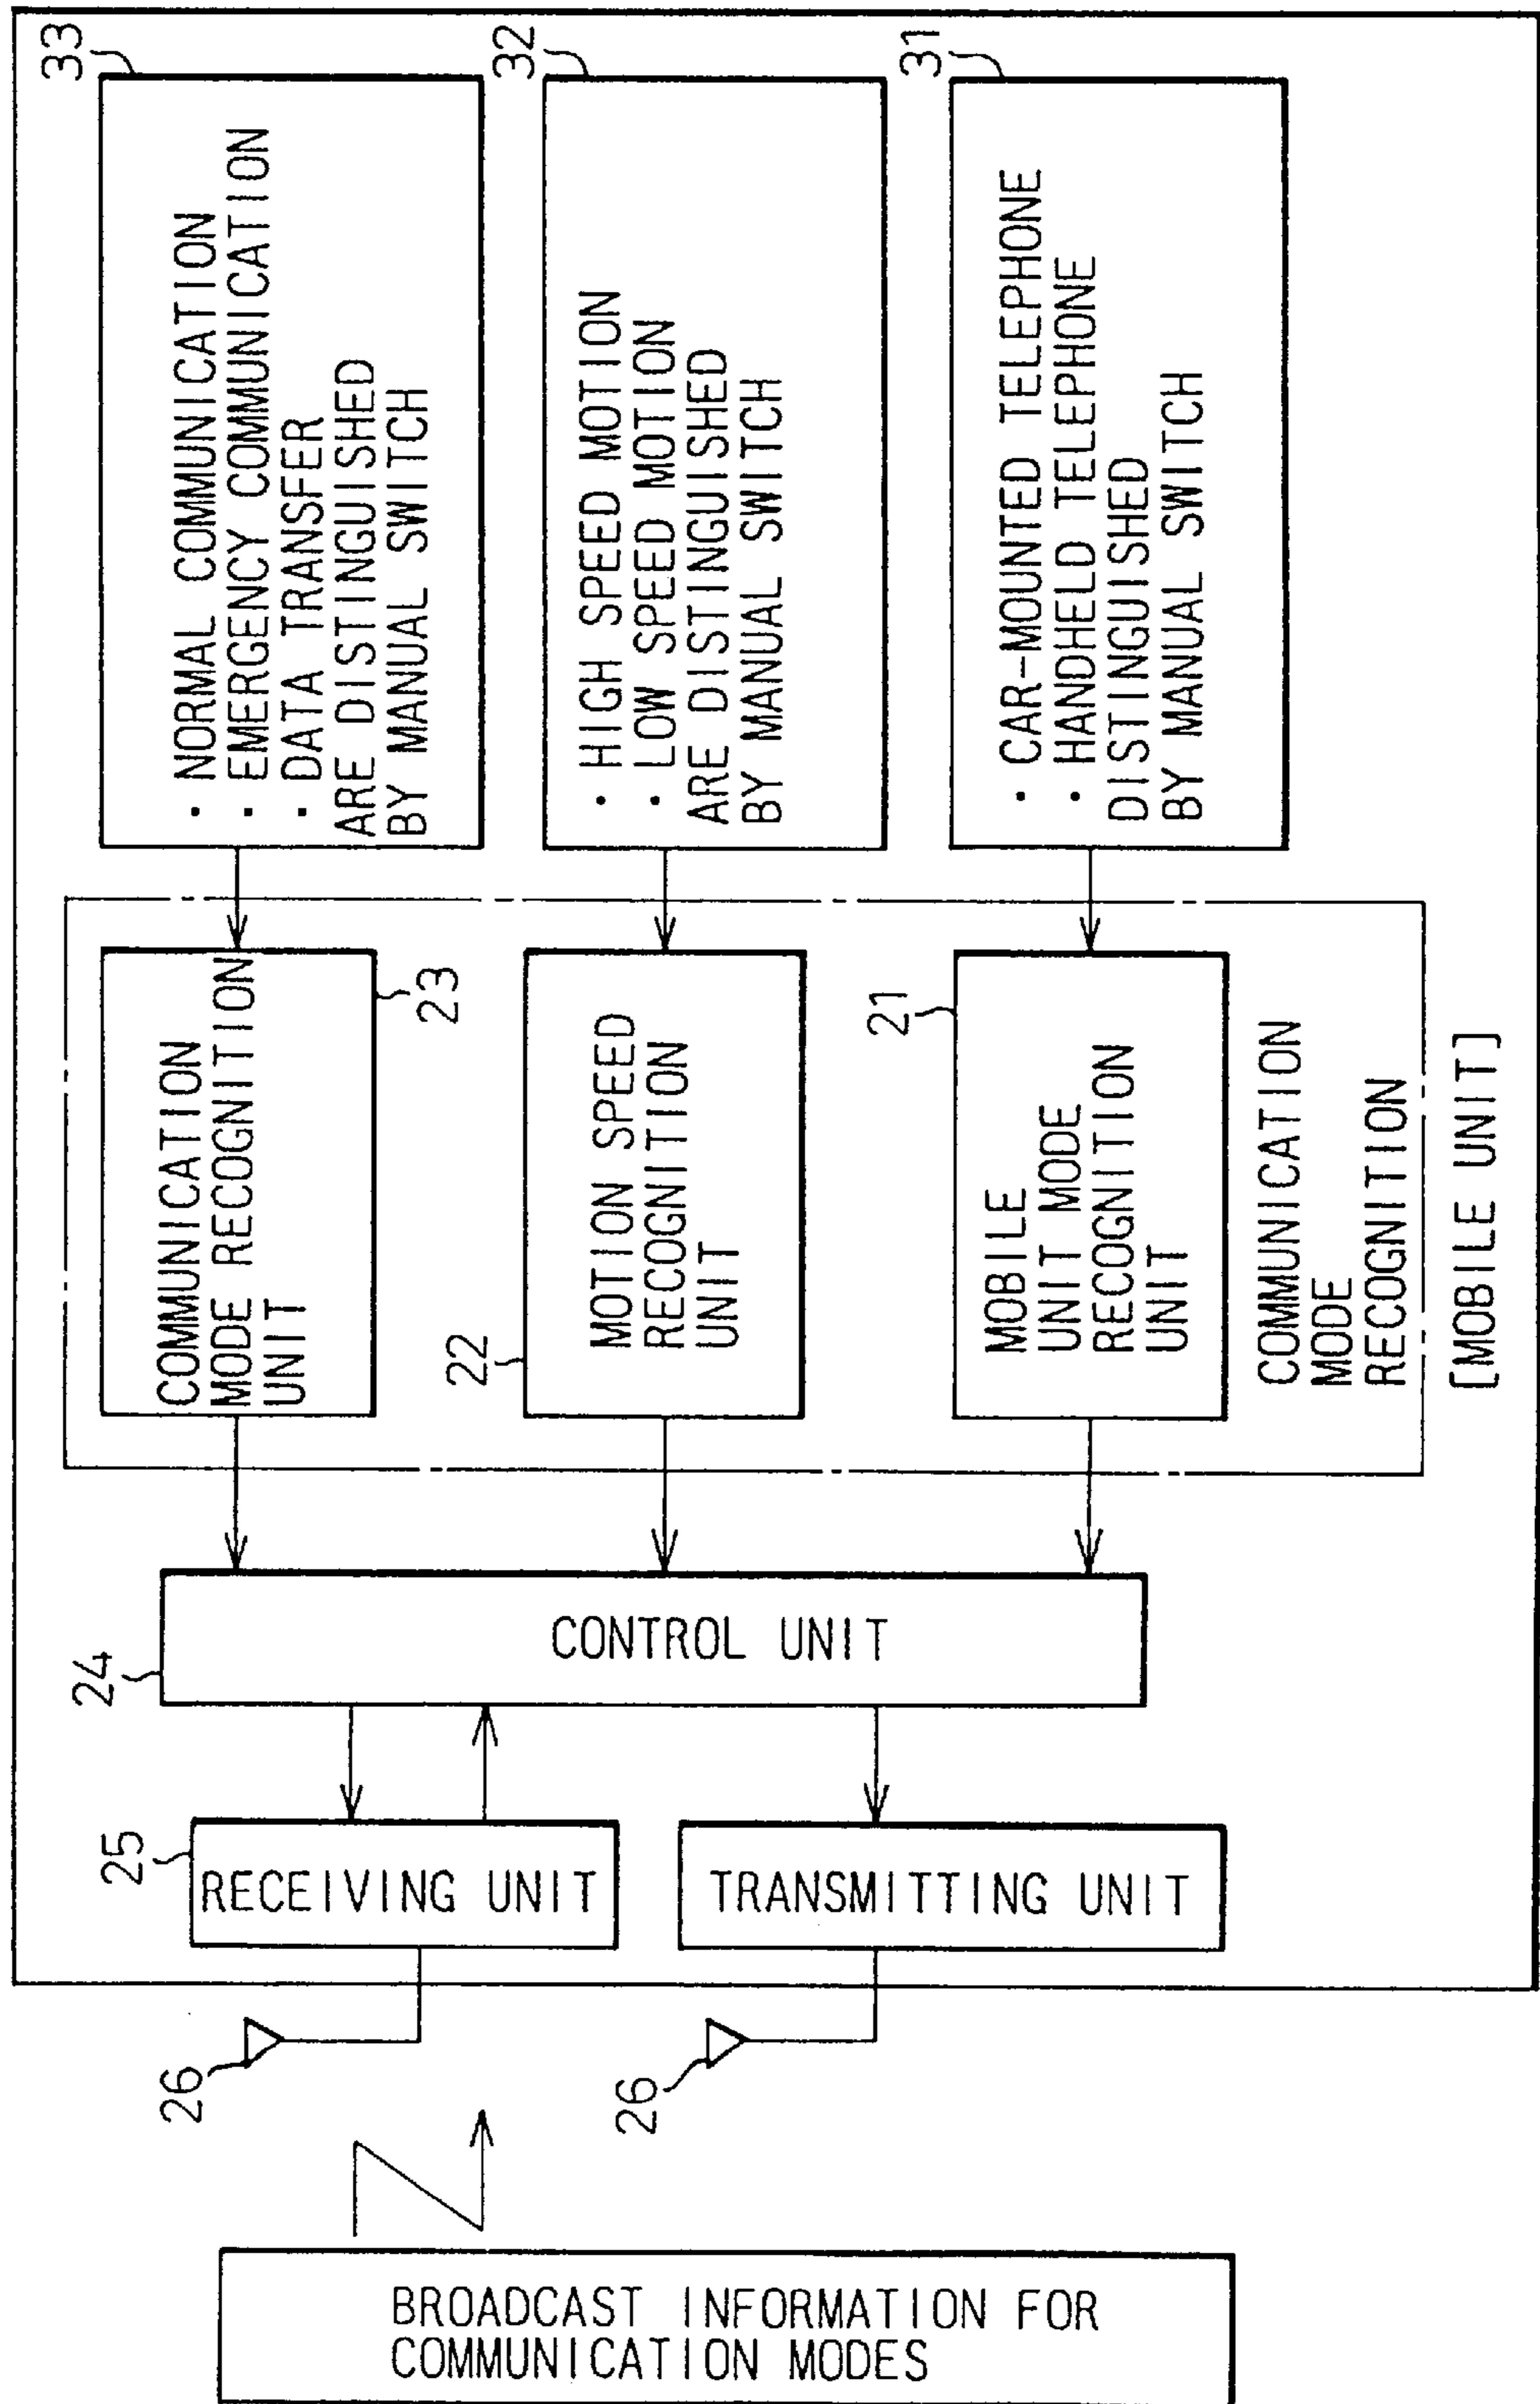 BROADCAST INFORMATION FOR
COMMUNICATION MODES
26
26
25
RECEIVING UNIT
TRANSMITTING UNIT
24
CONTROL UNIT
COMMUNICATION
MODE RECOGNITION
UNIT
23
22
MOTION SPEED
RECOGNITION
UNIT
21
MOBILE
UNIT MODE
RECOGNITION
UNIT
COMMUNICATION
MODE
RECOGNITION
[MOBILE UNIT]
33
· NORMAL COMMUNICATION
· EMERGENCY COMMUNICATION
· DATA TRANSFER
ARE DISTINGUISHED
BY MANUAL SWITCH
32
· HIGH SPEED MOTION
· LOW SPEED MOTION
ARE DISTINGUISHED
BY MANUAL SWITCH
31
· CAR-MOUNTED TELEPHONE
· HANDHELD TELEPHONE
DISTINGUISHED
BY MANUAL SWITCH